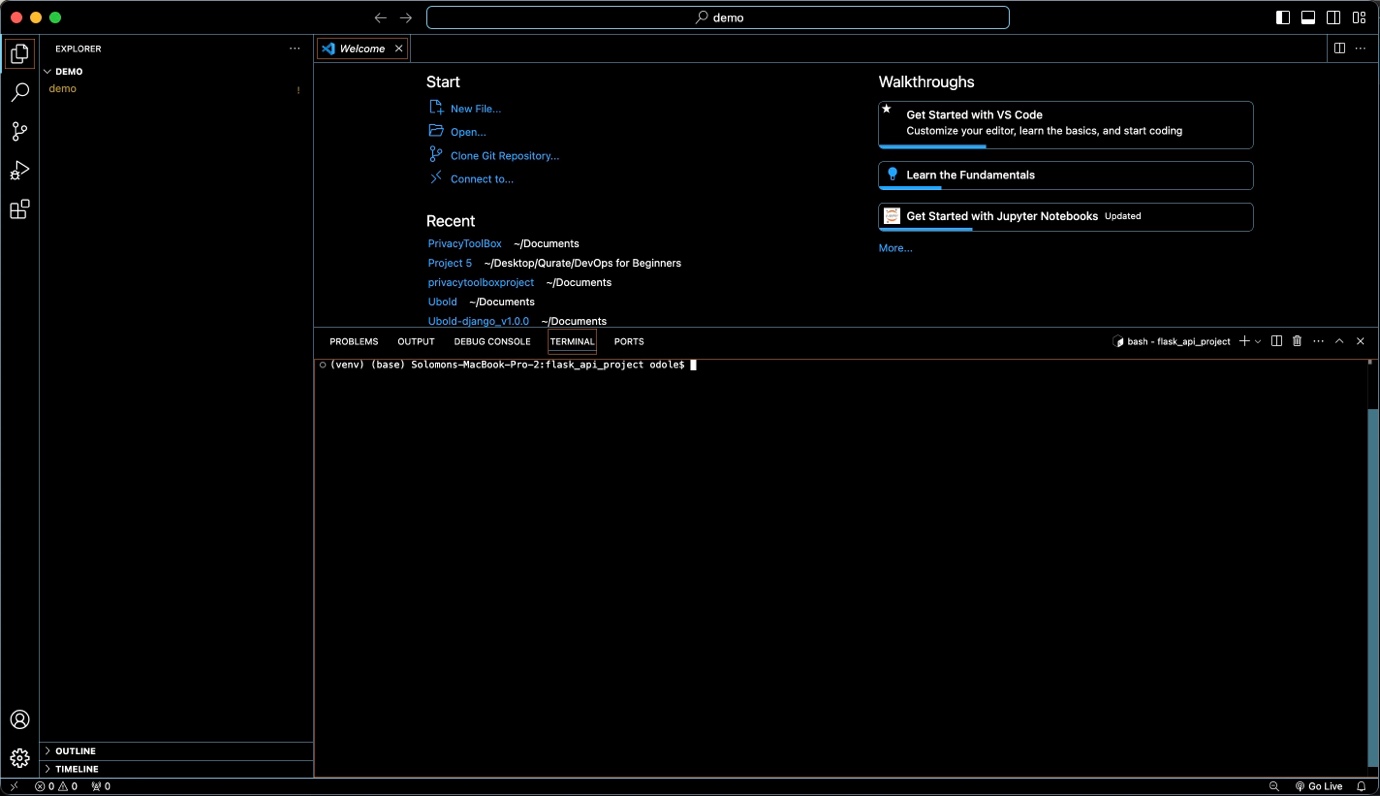 demo
EXPLORER
DEMO
demo
!
Welcome
Start
New File...
Open...
Clone Git Repository...
Connect to...
Recent
PrivacyToolBox ~/Documents
Project 5 ~/Desktop/Qurate/DevOps for Beginners
privacytoolboxproject ~/Documents
Ubold ~/Documents
Ubold-django_v1.0.0 ~/Documents
Walkthroughs
Get Started with VS Code
Customize your editor, learn the basics, and start coding
Learn the Fundamentals
Get Started with Jupyter Notebooks Updated
More...
PROBLEMS OUTPUT DEBUG CONSOLE TERMINAL PORTS
bash - flask_api_project
(venv) (base) Solomons-MacBook-Pro-2:flask_api_project odole$
OUTLINE
TIMELINE
0 0 0
Go Live